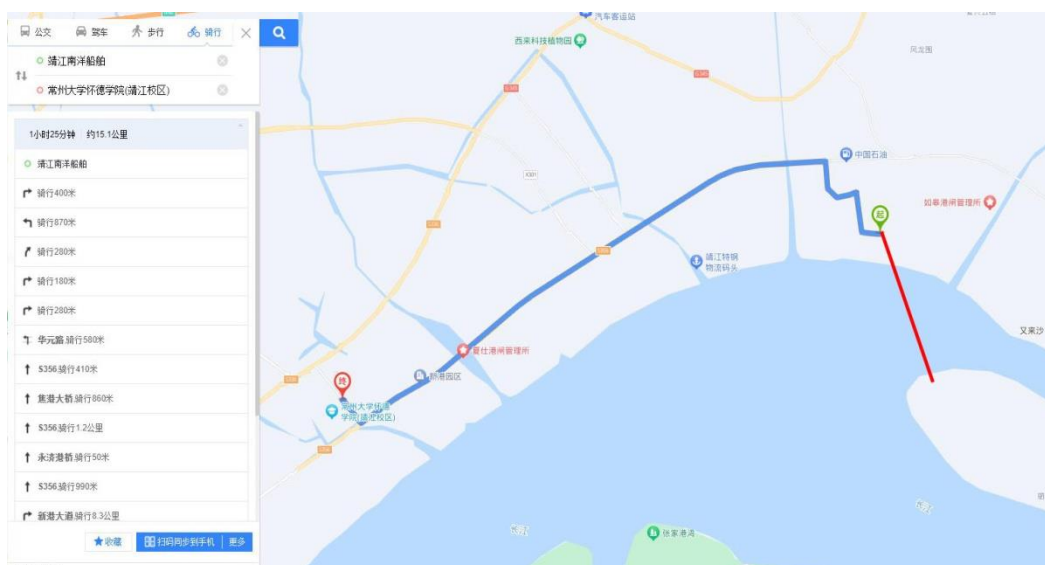 公交
驾车
步行
骑行
靖江南洋船舶
常州大学怀德学院(靖江校区)
1小时25分钟 约15.1公里
靖江南洋船舶
骑行400米
骑行870米
骑行280米
骑行180米
骑行280米
华元路,骑行580米
S356,骑行410米
焦港大桥,骑行860米
S356,骑行1.2公里
永济港桥,骑行50米
S356,骑行990米
新港大道,骑行8.3公里
收藏
扫码同步到手机
更多
汽车客运站
西来科技植物园
中国石油
起
如皋港闸管理所
靖江特钢
物流码头
又来沙
夏仕港闸管理所
新港园区
终
常州大学怀德
学院(靖江校区)
长江
长江
张家港湾